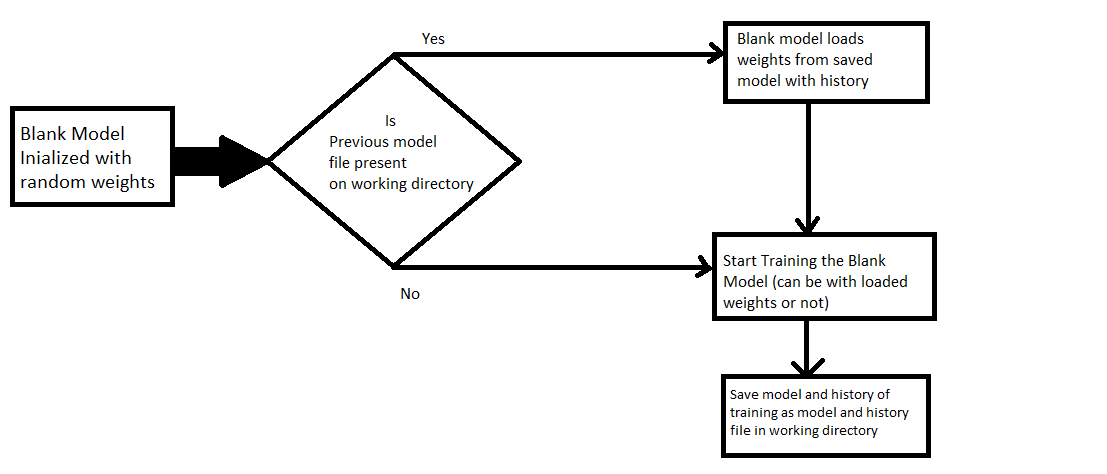 Blank Model
Inialized with
random weights
Is
Previous model
file present
on working directory
Yes
No
Blank model loads
weights from saved
model with history
Start Training the Blank
Model (can be with loaded
weights or not)
Save model and history of
training as model and history
file in working directory